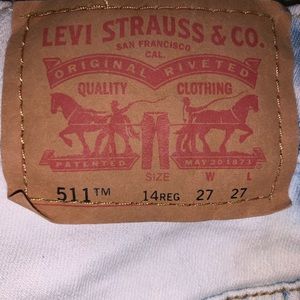 LEVI STRAUSS & CO.
SAN FRANCISCO
CAL.
ORIGINAL RIVETED
QUALITY CLOTHING
PATENTED MAY 20 1873
SIZE W L
511™ 14REG 27 27